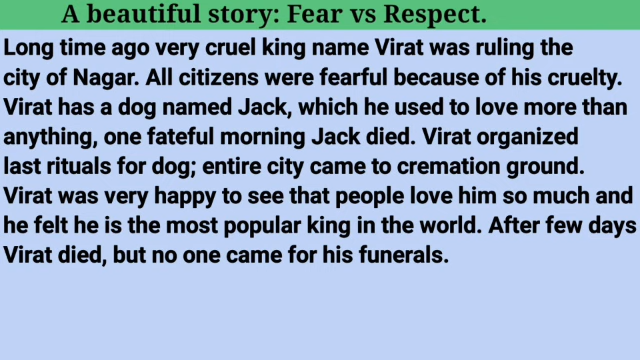 A beautiful story: Fear vs Respect.
Long time ago very cruel king name Virat was ruling the
city of Nagar. All citizens were fearful because of his cruelty.
Virat has a dog named Jack, which he used to love more than
anything, one fateful morning Jack died. Virat organized
last rituals for dog; entire city came to cremation ground.
Virat was very happy to see that people love him so much and
he felt he is the most popular king in the world. After few days
Virat died, but no one came for his funerals.